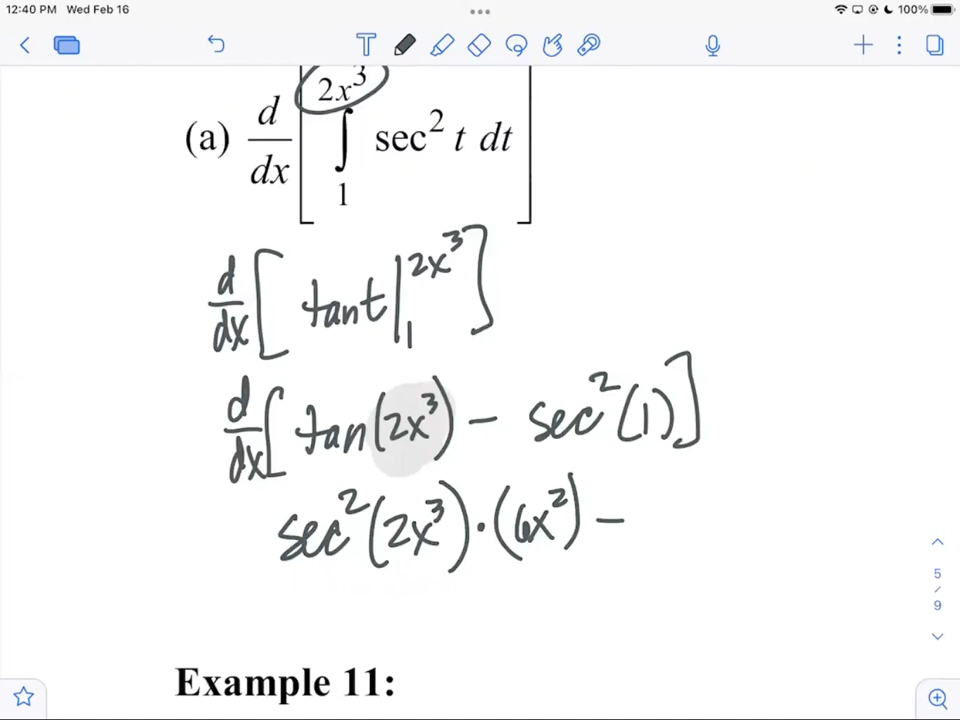 12:40 PM Wed Feb 16 100%
(a) d/dx [ ∫₁^(2x³) sec² t dt ]
d/dx [ tan t |₁^(2x³) ]
d/dx [ tan(2x³) − sec²(1) ]
sec²(2x³) · (6x²) −
5
/
9
Example 11: